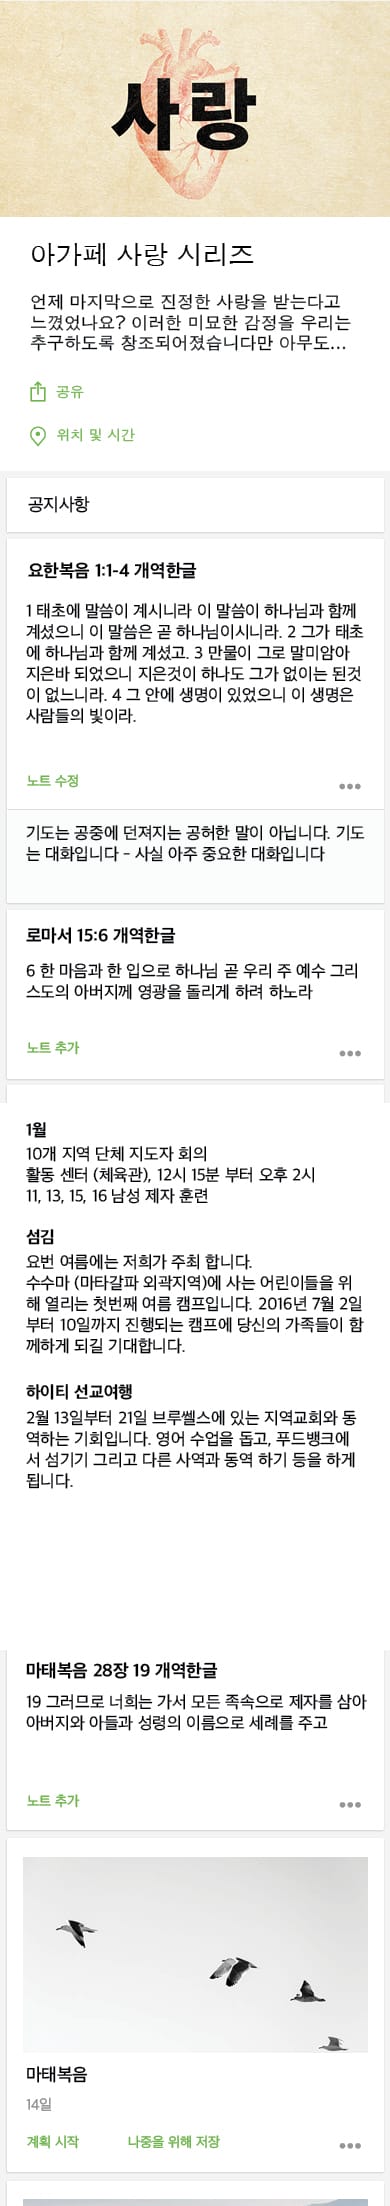 사랑
아가페 사랑 시리즈
언제 마지막으로 진정한 사랑을 받는다고
느꼈었나요? 이러한 미묘한 감정을 우리는
추구하도록 창조되어졌습니다만 아무도...
공유
위치 및 시간
공지사항
요한복음 1:1-4 개역한글
1 태초에 말씀이 계시니라 이 말씀이 하나님과 함께
계셨으니 이 말씀은 곧 하나님이시니라. 2 그가 태초
에 하나님과 함께 계셨고. 3 만물이 그로 말미암아
지은바 되었으니 지은것이 하나도 그가 없이는 된것
이 없느니라. 4 그 안에 생명이 있었으니 이 생명은
사람들의 빛이라.
노트 수정
기도는 공중에 던져지는 공허한 말이 아닙니다. 기도
는 대화입니다 - 사실 아주 중요한 대화입니다
로마서 15:6 개역한글
6 한 마음과 한 입으로 하나님 곧 우리 주 예수 그리
스도의 아버지께 영광을 돌리게 하려 하노라
노트 추가
1월
10개 지역 단체 지도자 회의
활동 센터 (체육관), 12시 15분 부터 오후 2시
11, 13, 15, 16 남성 제자 훈련
섬김
요번 여름에는 저희가 주최 합니다.
수수마 (마타갈파 외곽지역)에 사는 어린이들을 위
해 열리는 첫번째 여름 캠프입니다. 2016년 7월 2일
부터 10일까지 진행되는 캠프에 당신의 가족들이 함
께하게 되길 기대합니다.
하이티 선교여행
2월 13일부터 21일 브루쎌스에 있는 지역교회와 동
역하는 기회입니다. 영어 수업을 돕고, 푸드뱅크에
서 섬기기 그리고 다른 사역과 동역 하기 등을 하게
됩니다.
마태복음 28장 19 개역한글
19 그러므로 너희는 가서 모든 족속으로 제자를 삼아
아버지와 아들과 성령의 이름으로 세례를 주고
노트 추가
마태복음
14일
계획 시작 나중을 위해 저장